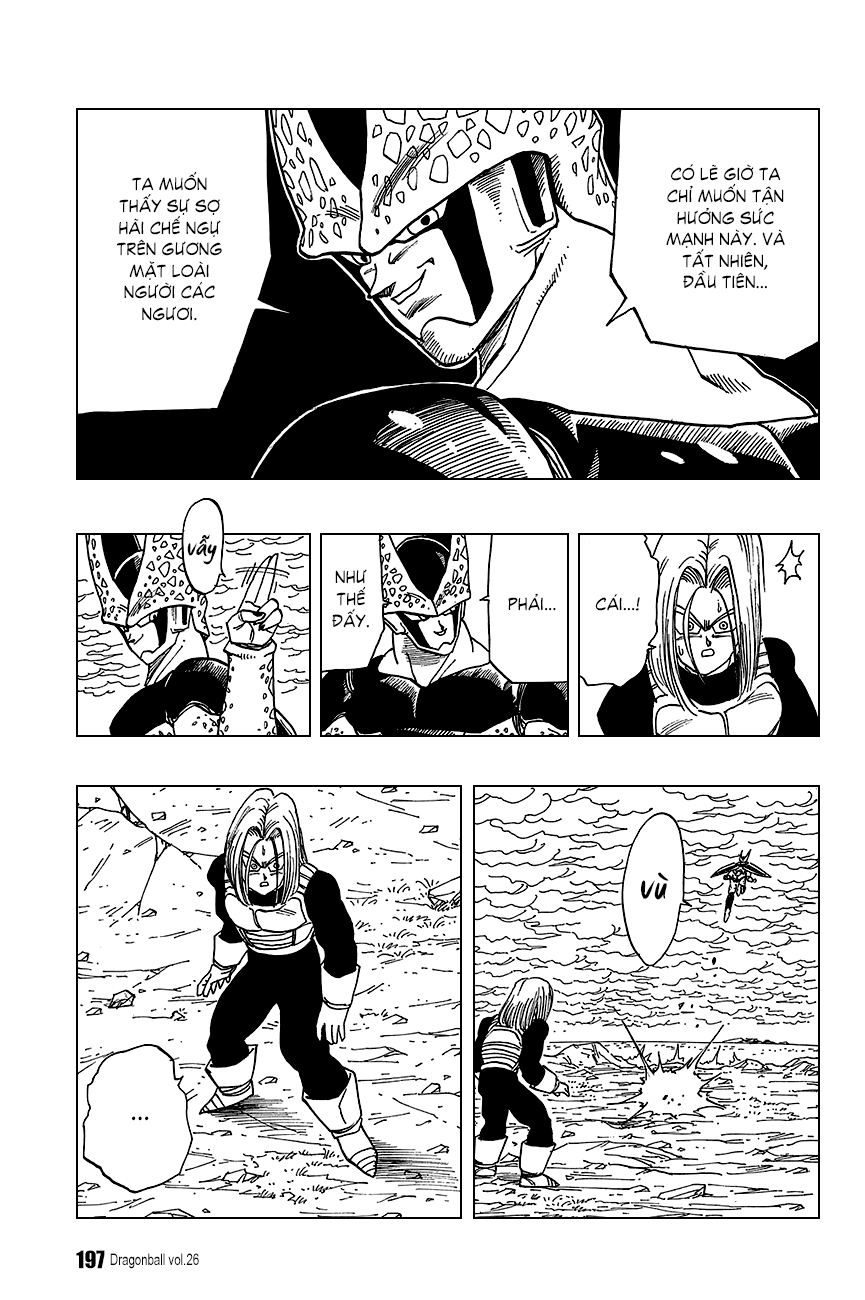 CÓ LẼ GIỜ TA
CHỈ MUỐN TẬN
HƯỞNG SỨC
MẠNH NÀY. VÀ
TẤT NHIÊN,
ĐẦU TIÊN...
TA MUỐN
THẤY SỰ SỢ
HÃI CHẾ NGỰ
TRÊN GƯƠNG
MẶT LOÀI
NGƯỜI CÁC
NGƯƠI.
CÁI...!
PHẢI...
NHƯ
THẾ
ĐẤY.
vẫy
vù
...
197 Dragonball vol.26